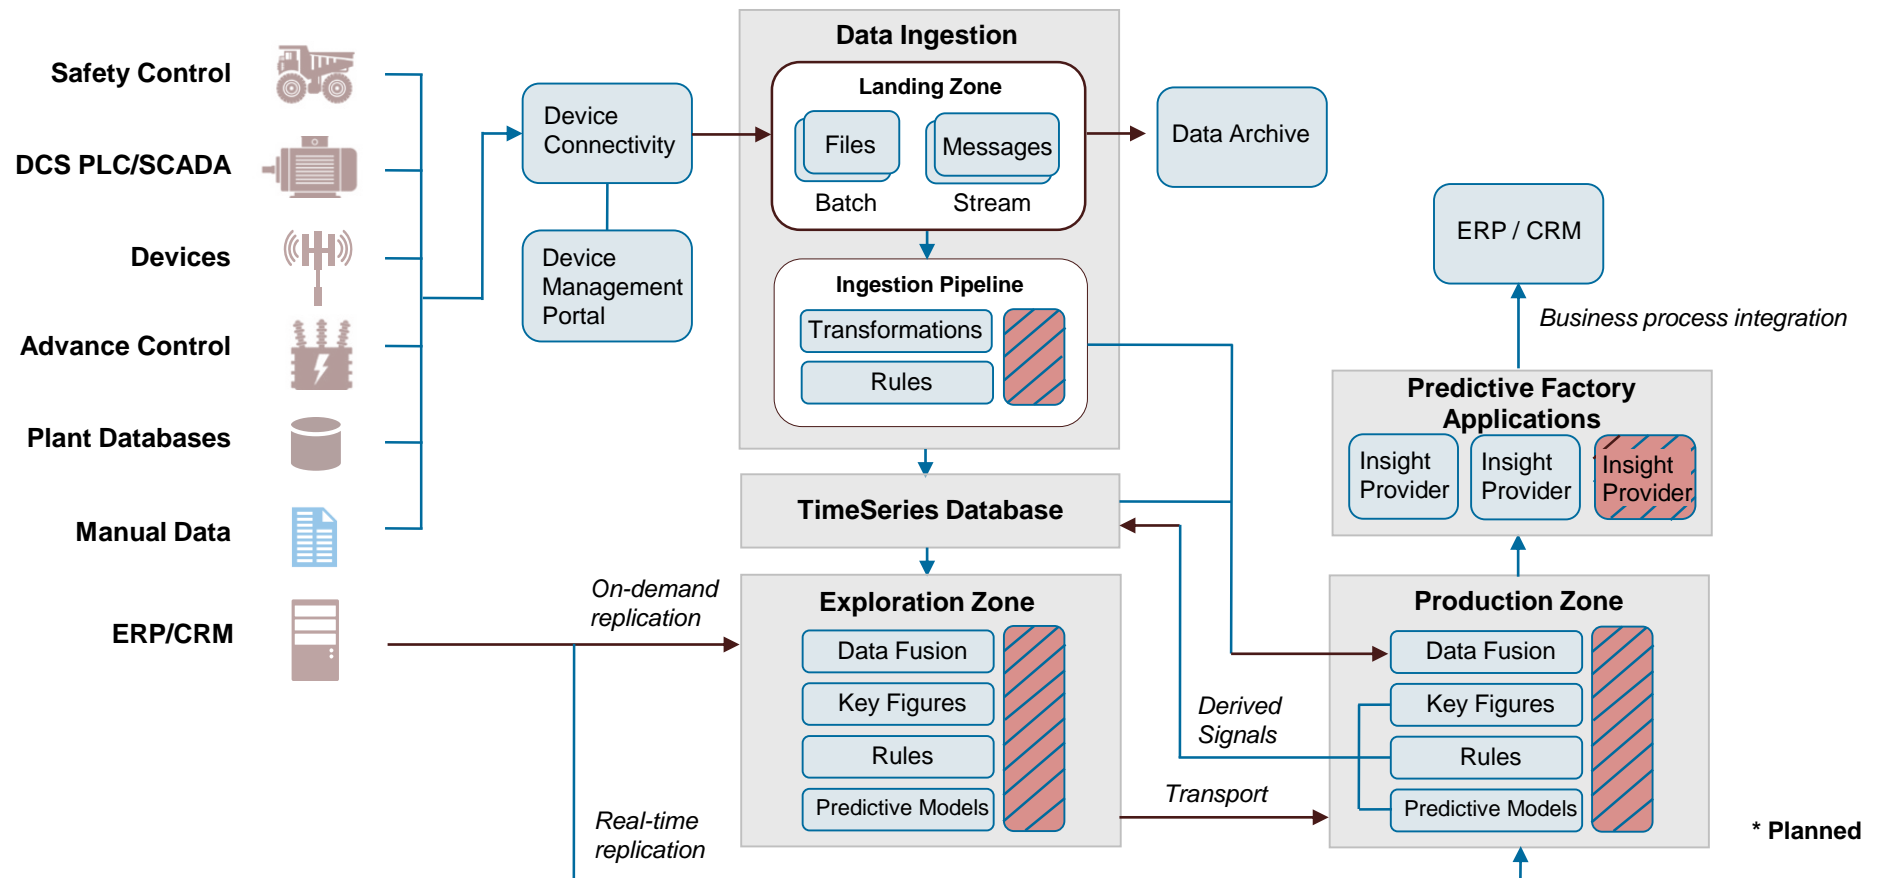 Safety Control
DCS PLC/SCADA
Devices
Advance Control
Plant Databases
Manual Data
ERP/CRM
Device
Connectivity
Device
Management
Portal
Data Ingestion
Landing Zone
Files
Messages
Batch
Stream
Ingestion Pipeline
Transformations
Rules
Data Archive
TimeSeries Database
On-demand
replication
Real-time
replication
Exploration Zone
Data Fusion
Key Figures
Rules
Predictive Models
Derived
Signals
Transport
ERP / CRM
Business process integration
Predictive Factory
Applications
Insight
Provider
Insight
Provider
Insight
Provider
Production Zone
Data Fusion
Key Figures
Rules
Predictive Models
* Planned